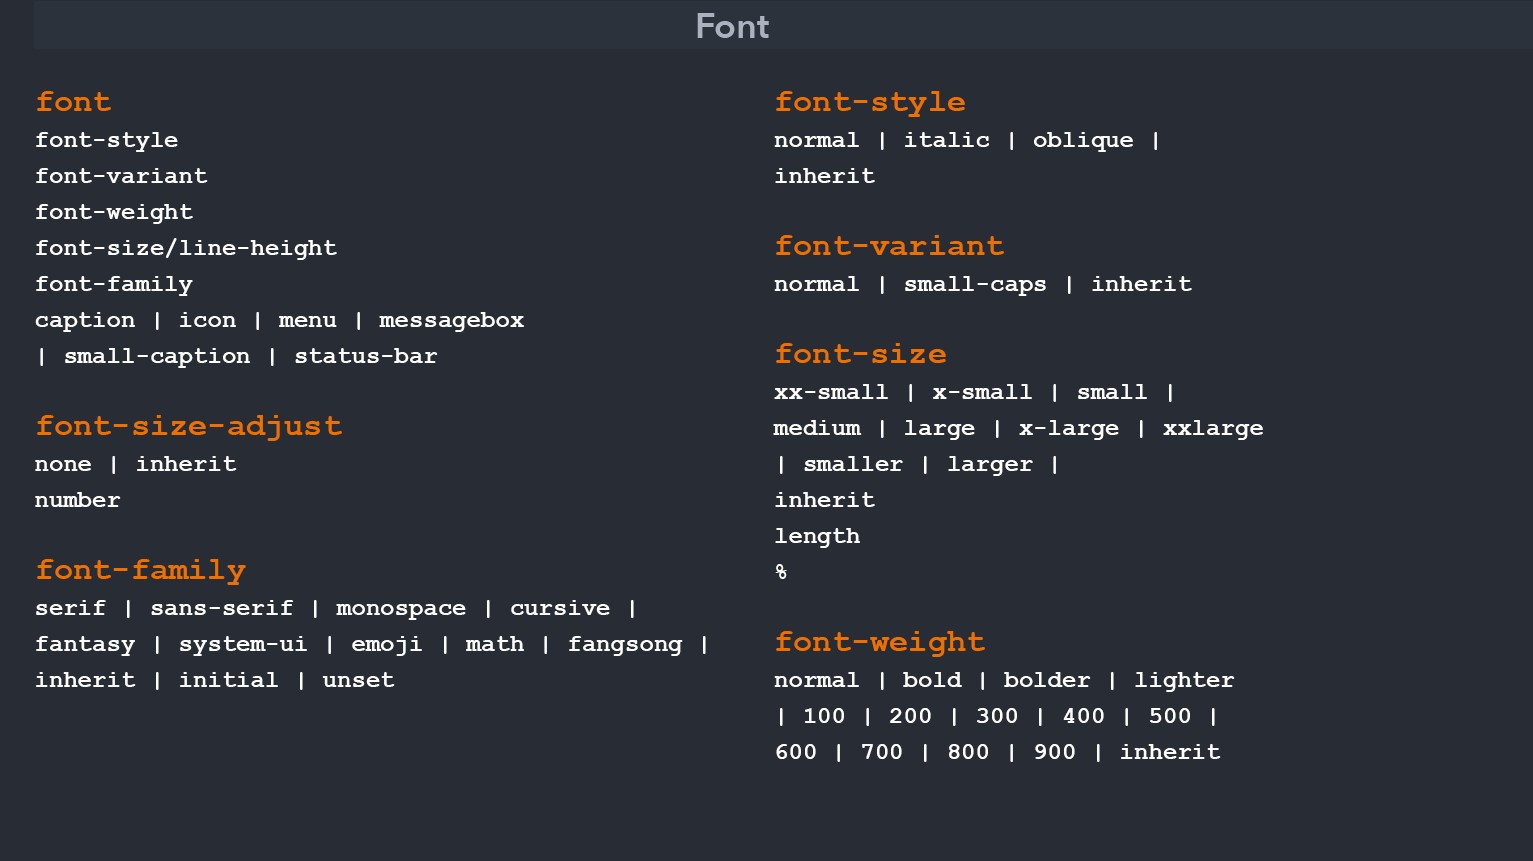 Font
font
font-style
font-variant
font-weight
font-size/line-height
font-family
caption | icon | menu | messagebox
| small-caption | status-bar
font-size-adjust
none | inherit
number
font-family
serif | sans-serif | monospace | cursive |
fantasy | system-ui | emoji | math | fangsong |
inherit | initial | unset
font-style
normal | italic | oblique |
inherit
font-variant
normal | small-caps | inherit
font-size
xx-small | x-small | small |
medium | large | x-large | xxlarge
| smaller | larger |
inherit
length
%
font-weight
normal | bold | bolder | lighter
| 100 | 200 | 300 | 400 | 500 |
600 | 700 | 800 | 900 | inherit